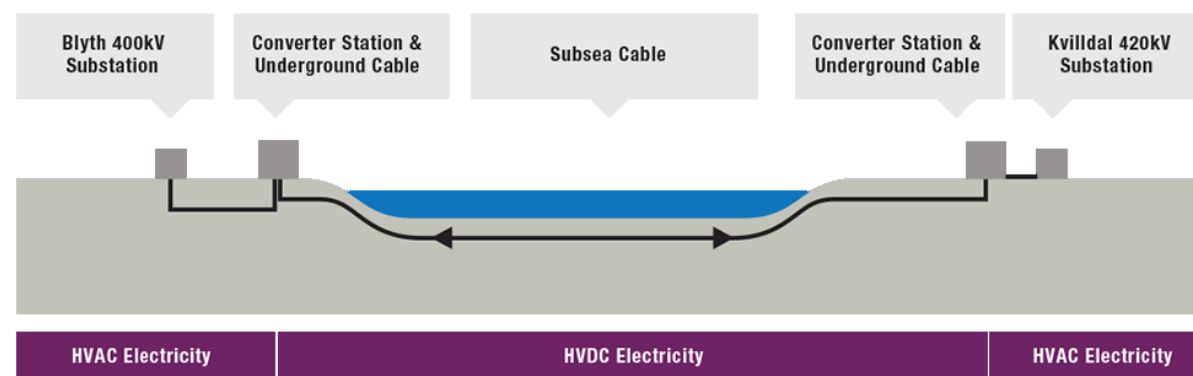 Blyth 400kV
Substation
Converter Station &
Underground Cable
Subsea Cable
Converter Station &
Underground Cable
Kvilldal 420kV
Substation
HVAC Electricity
HVDC Electricity
HVAC Electricity